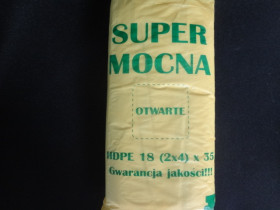 SUPER
MOCNA
OTWARTE
HDPE 18 (2x4) x 35
Gwarancja jakości!!!